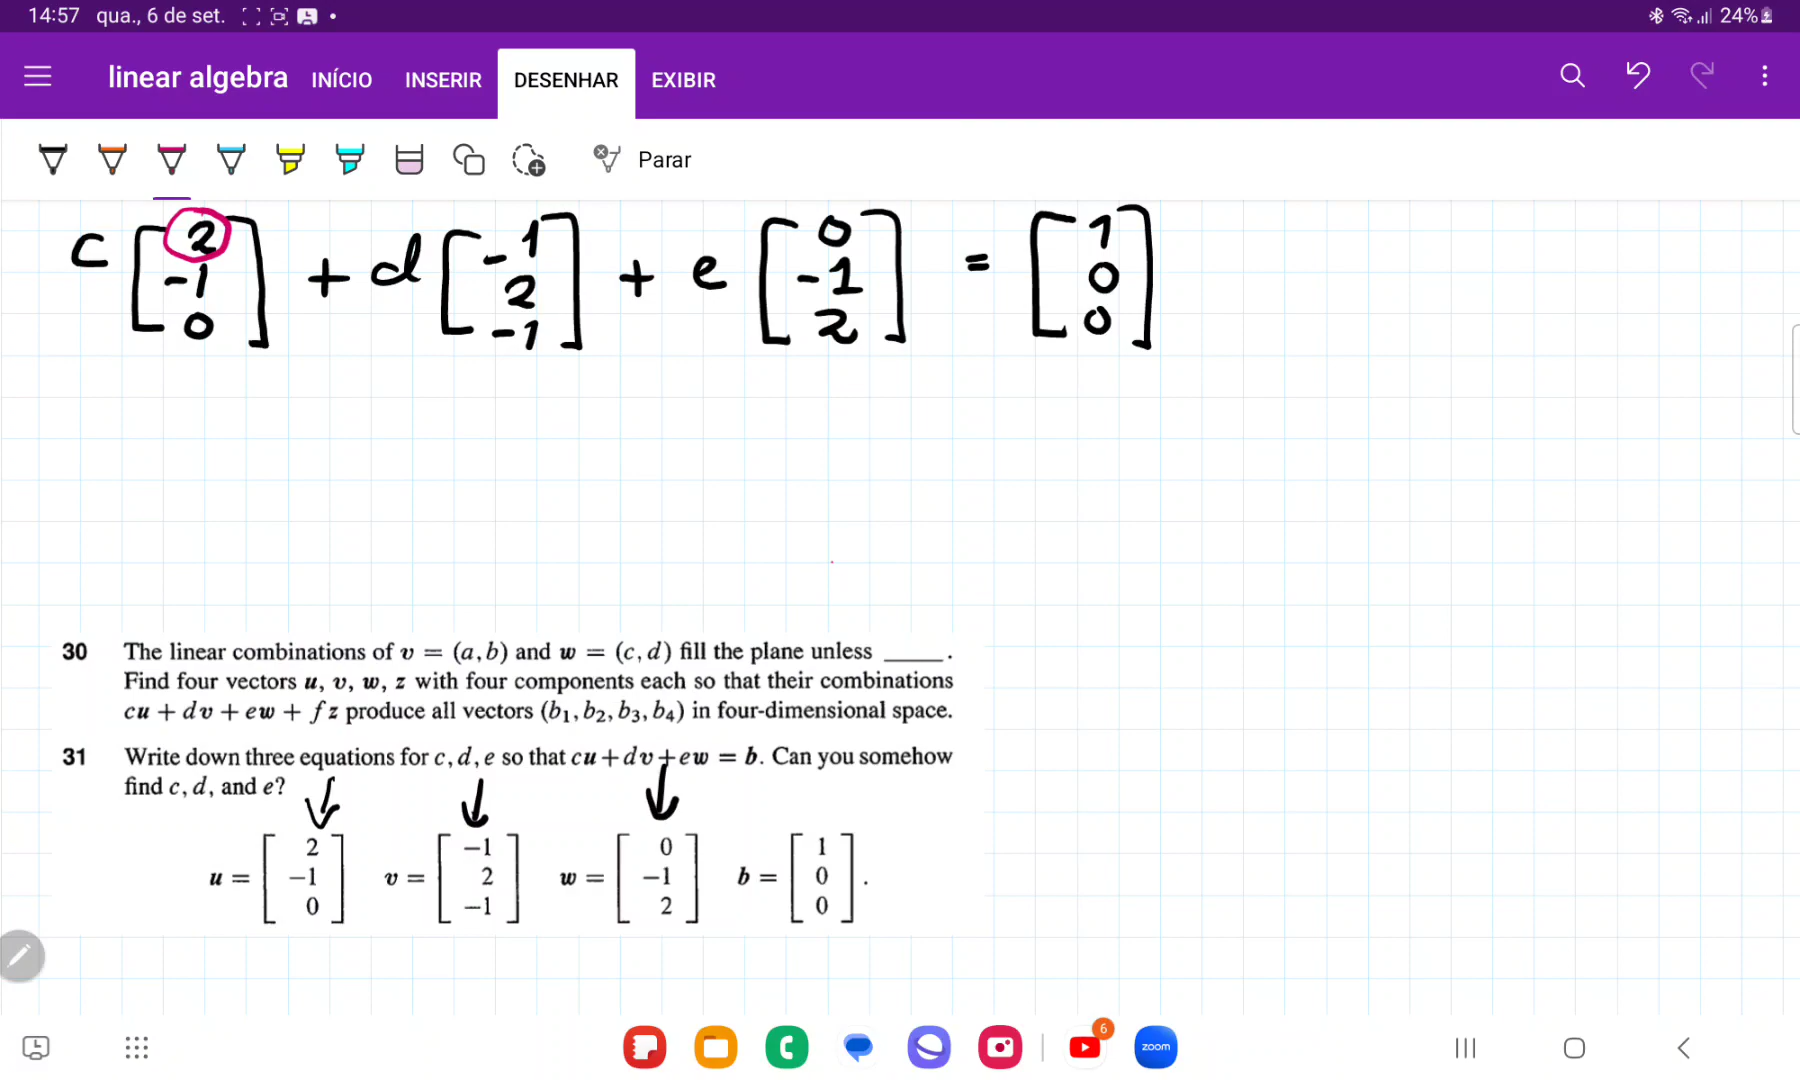 14:57 qua., 6 de set. 24%
linear algebra INÍCIO INSERIR DESENHAR EXIBIR
Parar
c [2 -1 0] + d [-1 2 -1] + e [0 -1 2] = [1 0 0]
30 The linear combinations of v = (a, b) and w = (c, d) fill the plane unless _____.
Find four vectors u, v, w, z with four components each so that their combinations
cu + dv + ew + fz produce all vectors (b₁, b₂, b₃, b₄) in four-dimensional space.
31 Write down three equations for c, d, e so that cu + dv + ew = b. Can you somehow
find c, d, and e?
u = [2 -1 0] v = [-1 2 -1] w = [0 -1 2] b = [1 0 0].
6
zoom